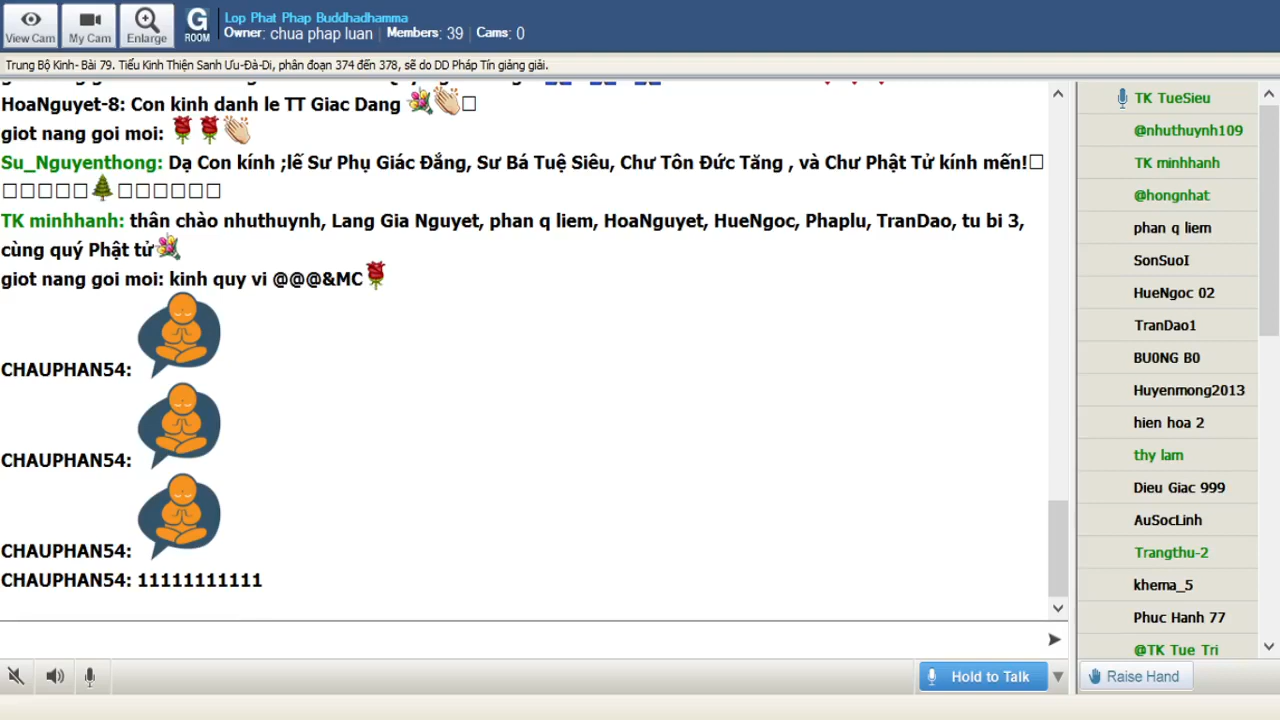 View Cam
My Cam
Enlarge
G
ROOM
Lop Phat Phap Buddhadhamma
Owner: chua phap luan | Members: 39 | Cams: 0
Trung Bộ Kinh- Bài 79. Tiểu Kinh Thiện Sanh Ưu-Đà-Di, phân đoạn 374 đến 378, sẽ do DD Pháp Tín giảng giải.
HoaNguyet-8: Con kinh danh le TT Giac Dang
giot nang goi moi:
Su_Nguyenthong: Dạ Con kính ;lế Sư Phụ Giác Đắng, Sư Bá Tuệ Siêu, Chư Tôn Đức Tăng , và Chư Phật Tử kính mến!
TK minhhanh: thân chào nhuthuynh, Lang Gia Nguyet, phan q liem, HoaNguyet, HueNgoc, Phaplu, TranDao, tu bi 3,
cùng quý Phật tử
giot nang goi moi: kinh quy vi @@@&MC
CHAUPHAN54:
CHAUPHAN54:
CHAUPHAN54:
CHAUPHAN54: 11111111111
TK TueSieu
@nhuthuynh109
TK minhhanh
@hongnhat
phan q liem
SonSuoI
HueNgoc 02
TranDao1
BU0NG B0
Huyenmong2013
hien hoa 2
thy lam
Dieu Giac 999
AuSocLinh
Trangthu-2
khema_5
Phuc Hanh 77
@TK Tue Tri
Hold to Talk
Raise Hand